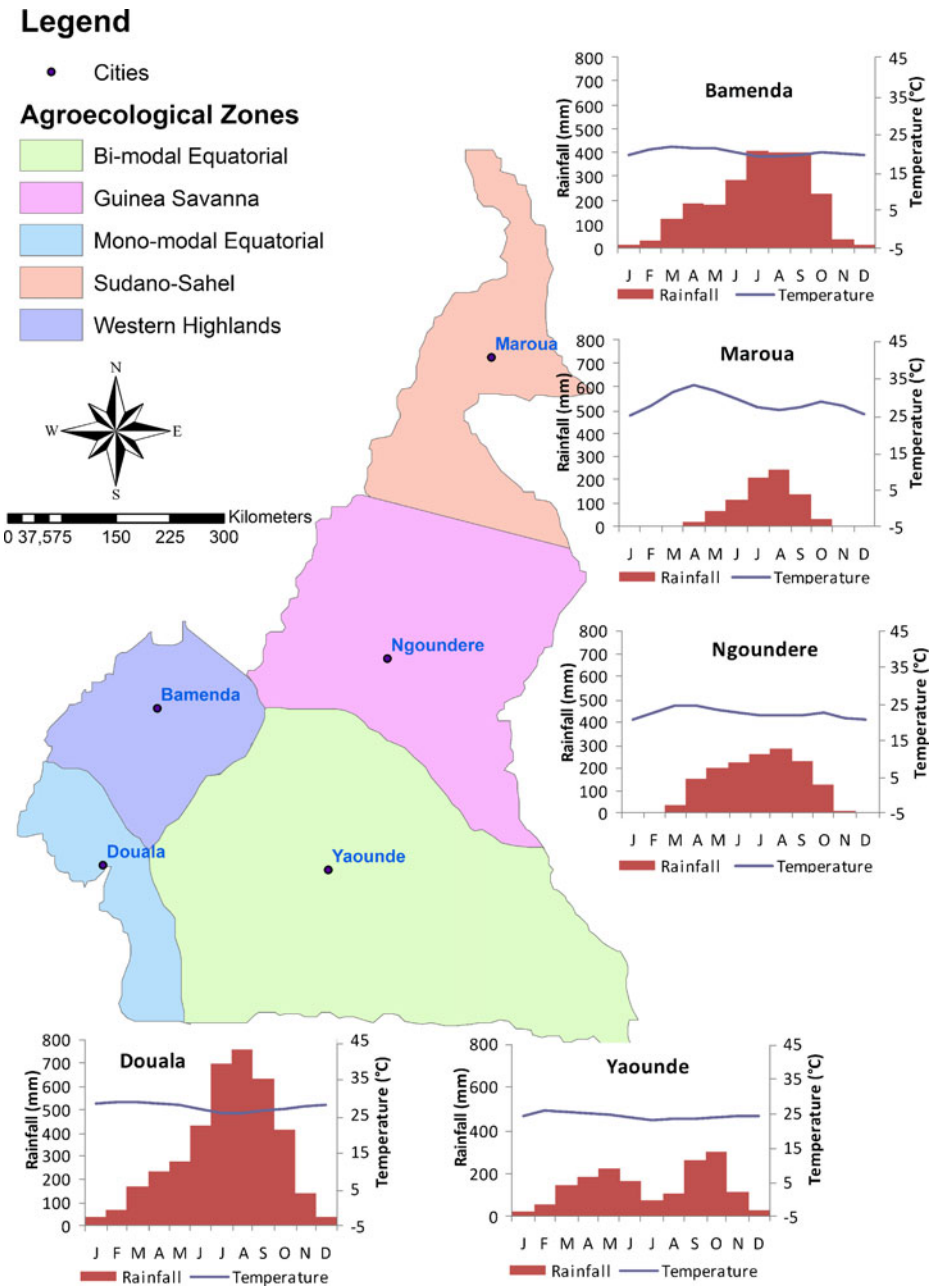 Legend
Cities
Agroecological Zones
Bi-modal Equatorial
Guinea Savanna
Mono-modal Equatorial
Sudano-Sahel
Western Highlands
N
W E
S
Kilometers
0 37,575 150 225 300
Maroua
Ngoundere
Bamenda
Douala
Yaounde
Bamenda
Rainfall (mm)
800
700
600
500
400
300
200
100
0
Temperature (°C)
45
35
25
15
5
-5
J F M A M J J A S O N D
Rainfall Temperature
Maroua
Rainfall (mm)
800
700
600
500
400
300
200
100
0
Temperature (°C)
45
35
25
15
5
-5
J F M A M J J A S O N D
Rainfall Temperature
Ngoundere
Rainfall (mm)
800
700
600
500
400
300
200
100
0
Temperature (°C)
45
35
25
15
5
-5
J F M A M J J A S O N D
Rainfall Temperature
Douala
Rainfall (mm)
800
700
600
500
400
300
200
100
0
Temperature (°C)
45
35
25
15
5
-5
J F M A M J J A S O N D
Rainfall Temperature
Yaounde
Rainfall (mm)
800
600
400
200
0
Temperature (°C)
45
35
25
15
5
-5
J F M A M J J A S O N D
Rainfall Temperature